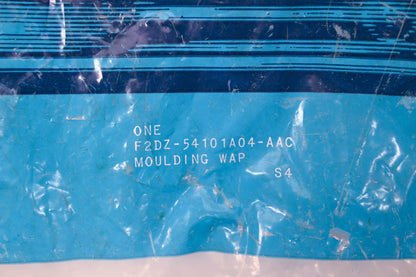 ONE
F2DZ-54101A04-AAC
MOULDING WAP
S4